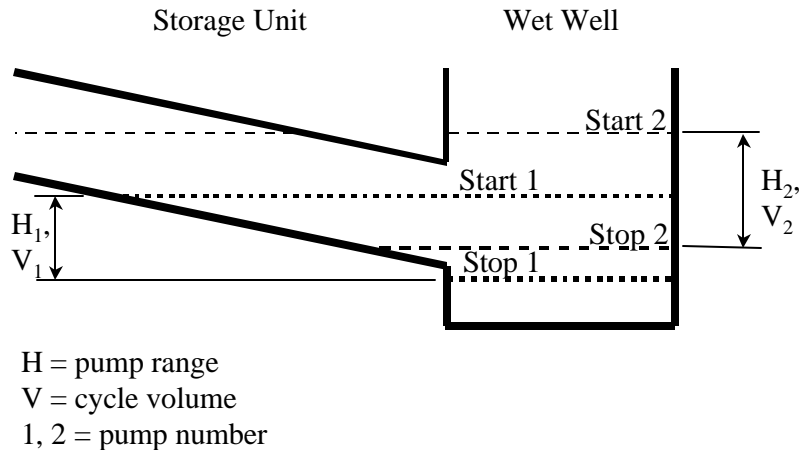 Storage Unit
Wet Well
Start 2
Start 1
H₁,
V₁
H₂,
V₂
Stop 2
Stop 1
H = pump range
V = cycle volume
1, 2 = pump number